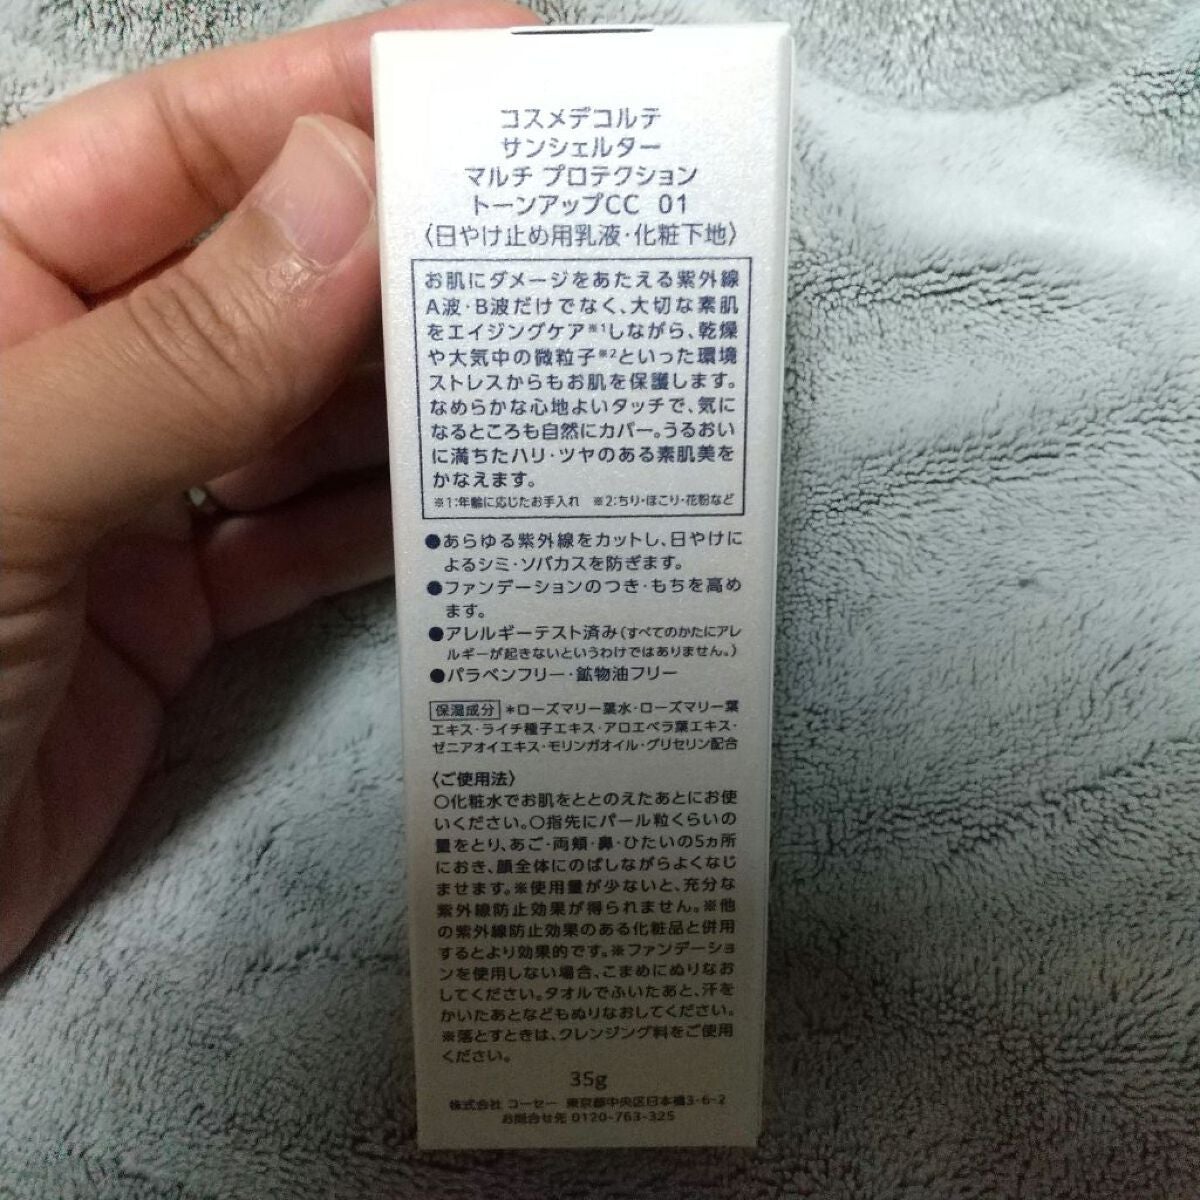 コスメデコルテ
サンシェルター
マルチ プロテクション
トーンアップCC 01
〈日やけ止め用乳液・化粧下地〉
お肌にダメージをあたえる紫外線
A波・B波だけでなく、大切な素肌
をエイジングケア※1しながら、乾燥
や大気中の微粒子※2といった環境
ストレスからもお肌を保護します。
なめらかな心地よいタッチで、気に
なるところも自然にカバー。うるおい
に満ちたハリ・ツヤのある素肌美を
かなえます。
※1:年齢に応じたお手入れ ※2:ちり・ほこり・花粉など
●あらゆる紫外線をカットし、日やけに
よるシミ・ソバカスを防ぎます。
●ファンデーションのつき・もちを高め
ます。
●アレルギーテスト済み(すべてのかたにアレ
ルギーが起きないというわけではありません。)
●パラベンフリー・鉱物油フリー
保湿成分 *ローズマリー葉水・ローズマリー葉
エキス・ライチ種子エキス・アロエベラ葉エキス・
ゼニアオイエキス・モリンガオイル・グリセリン配合
〈ご使用法〉
○化粧水でお肌をととのえたあとにお使
いください。○指先にパール粒くらいの
量をとり、あご・両頬・鼻・ひたいの5ヵ所
におき、顔全体にのばしながらよくなじ
ませます。※使用量が少ないと、充分な
紫外線防止効果が得られません。※他
の紫外線防止効果のある化粧品と併用
するとより効果的です。※ファンデーショ
ンを使用しない場合、こまめにぬりなお
してください。タオルでふいたあと、汗を
かいたあとなどもぬりなおしてください。
※落とすときは、クレンジング料をご使用
ください。
35g
株式会社 コーセー 東京都中央区日本橋3-6-2
お問合せ先 0120-763-325